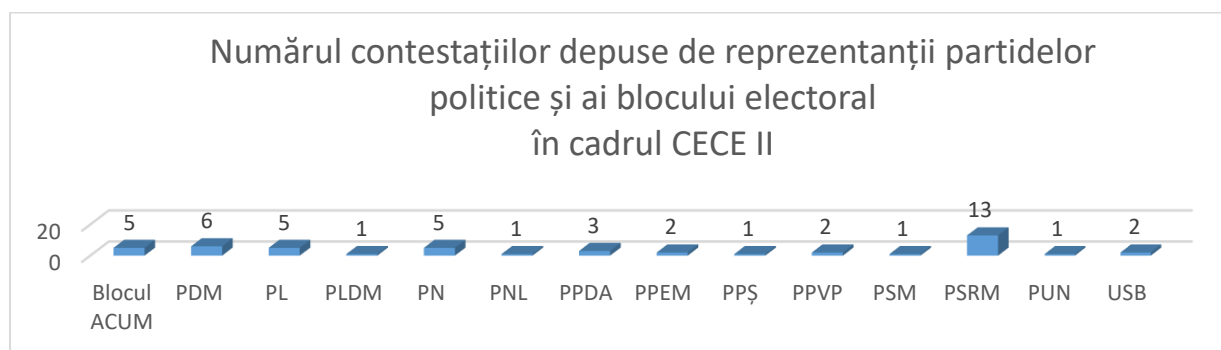 Numărul contestațiilor depuse de reprezentanții partidelor
politice și ai blocului electoral
în cadrul CECE II
5 6 5 1 5 1 3 2 1 2 1 13 1 2
20
0
Blocul ACUM PDM PL PLDM PN PNL PPDA PPEM PPȘ PPVP PSM PSRM PUN USB